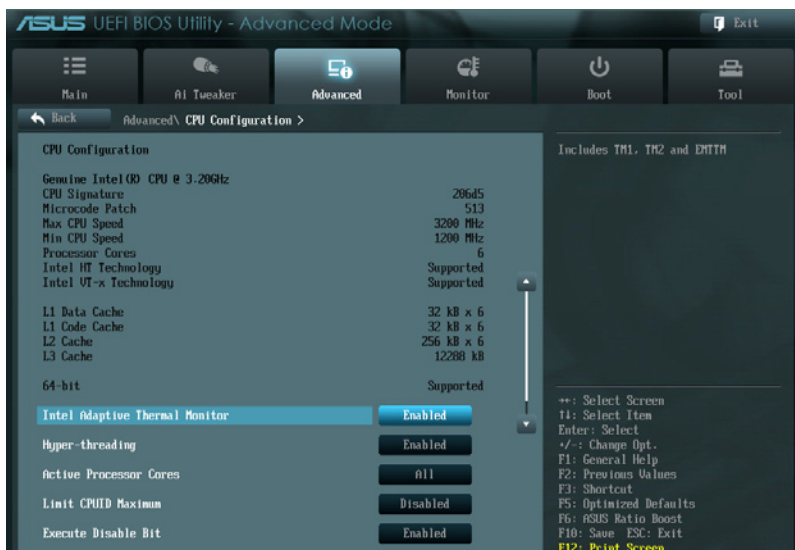 ASUS UEFI BIOS Utility - Advanced Mode
Exit
Main
Ai Tweaker
Advanced
Monitor
Boot
Tool
Back
Advanced\ CPU Configuration >
CPU Configuration
Includes TM1, TM2 and EMTTM
Genuine Intel(R) CPU @ 3.20GHz
CPU Signature 206d5
Microcode Patch 513
Max CPU Speed 3200 MHz
Min CPU Speed 1200 MHz
Processor Cores 6
Intel HT Technology Supported
Intel VT-x Technology Supported
L1 Data Cache 32 kB x 6
L1 Code Cache 32 kB x 6
L2 Cache 256 kB x 6
L3 Cache 12288 kB
64-bit Supported
Intel Adaptive Thermal Monitor Enabled
Hyper-threading Enabled
Active Processor Cores All
Limit CPUID Maximum Disabled
Execute Disable Bit Enabled
→←: Select Screen
↑↓: Select Item
Enter: Select
+/-: Change Opt.
F1: General Help
F2: Previous Values
F3: Shortcut
F5: Optimized Defaults
F6: ASUS Ratio Boost
F10: Save ESC: Exit
F12: Print Screen